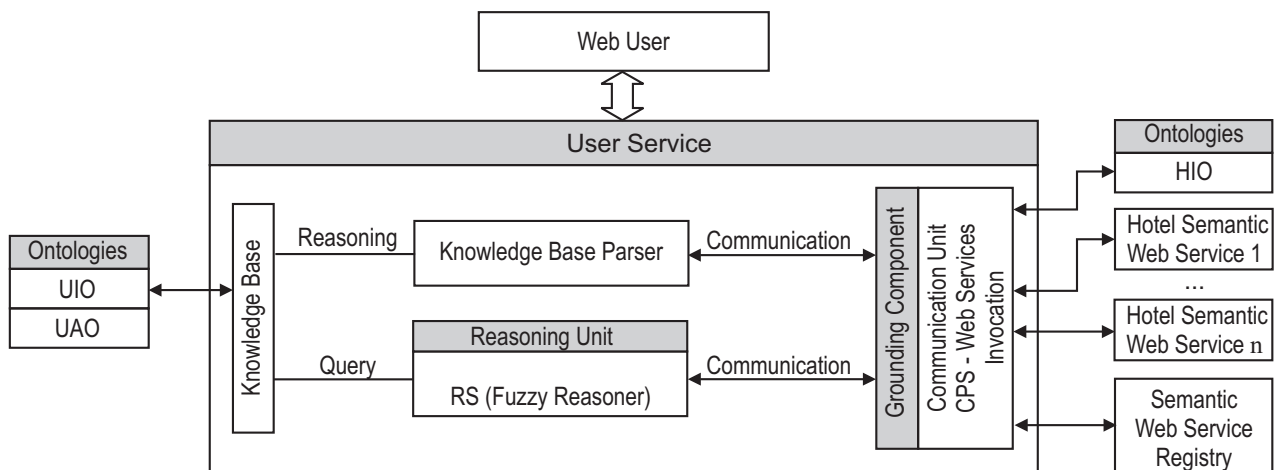 Web User
User Service
Ontologies
UIO
UAO
Knowledge Base
Reasoning
Knowledge Base Parser
Communication
Query
Reasoning Unit
RS (Fuzzy Reasoner)
Communication
Grounding Component
Communication Unit
CPS - Web Services
Invocation
Ontologies
HIO
Hotel Semantic
Web Service 1
...
Hotel Semantic
Web Service n
Semantic
Web Service
Registry